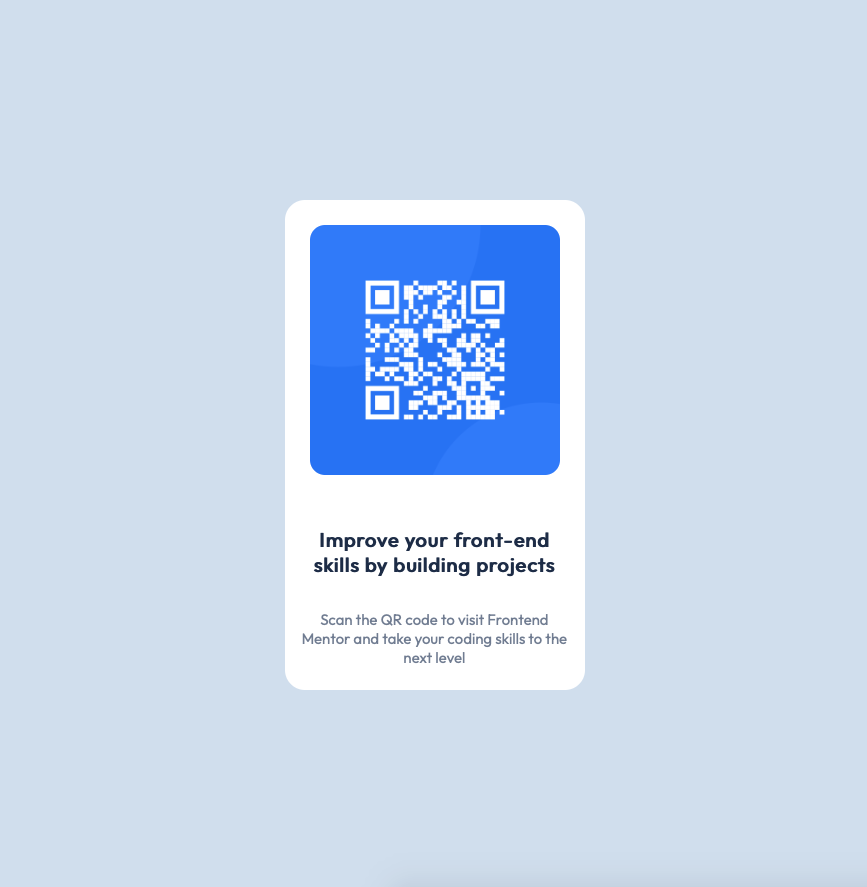 Improve your front-end
skills by building projects
Scan the QR code to visit Frontend
Mentor and take your coding skills to the
next level